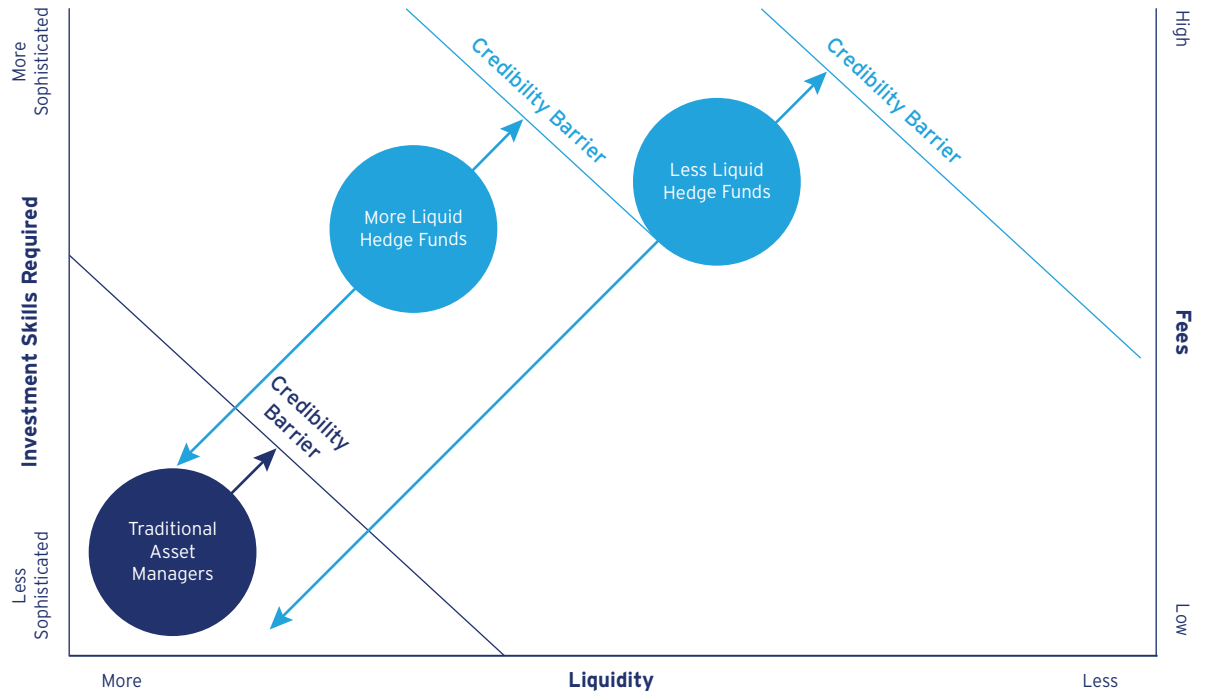 More
Sophisticated
High
Credibility Barrier
Credibility Barrier
Less Liquid
Hedge Funds
More Liquid
Hedge Funds
Investment Skills Required
Fees
Credibility
Barrier
Traditional
Asset
Managers
Less
Sophisticated
Low
More
Liquidity
Less